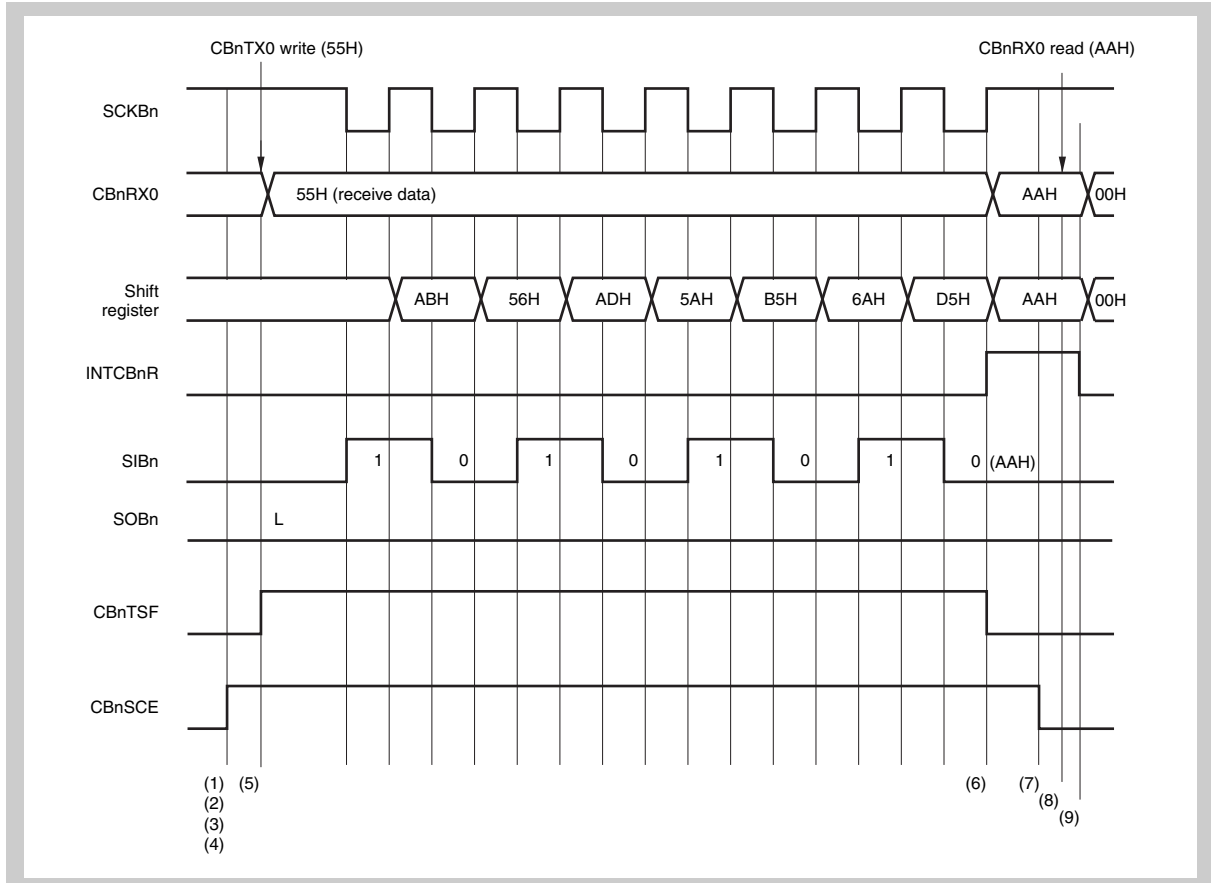 CBnTX0 write (55H)
CBnRX0 read (AAH)
SCKBn
CBnRX0
55H (receive data)
AAH
00H
Shift
register
ABH
56H
ADH
5AH
B5H
6AH
D5H
AAH
00H
INTCBnR
SIBn
1
0
1
0
1
0
1
0 (AAH)
SOBn
L
CBnTSF
CBnSCE
(1)
(5)
(6)
(7)
(2)
(8)
(3)
(9)
(4)